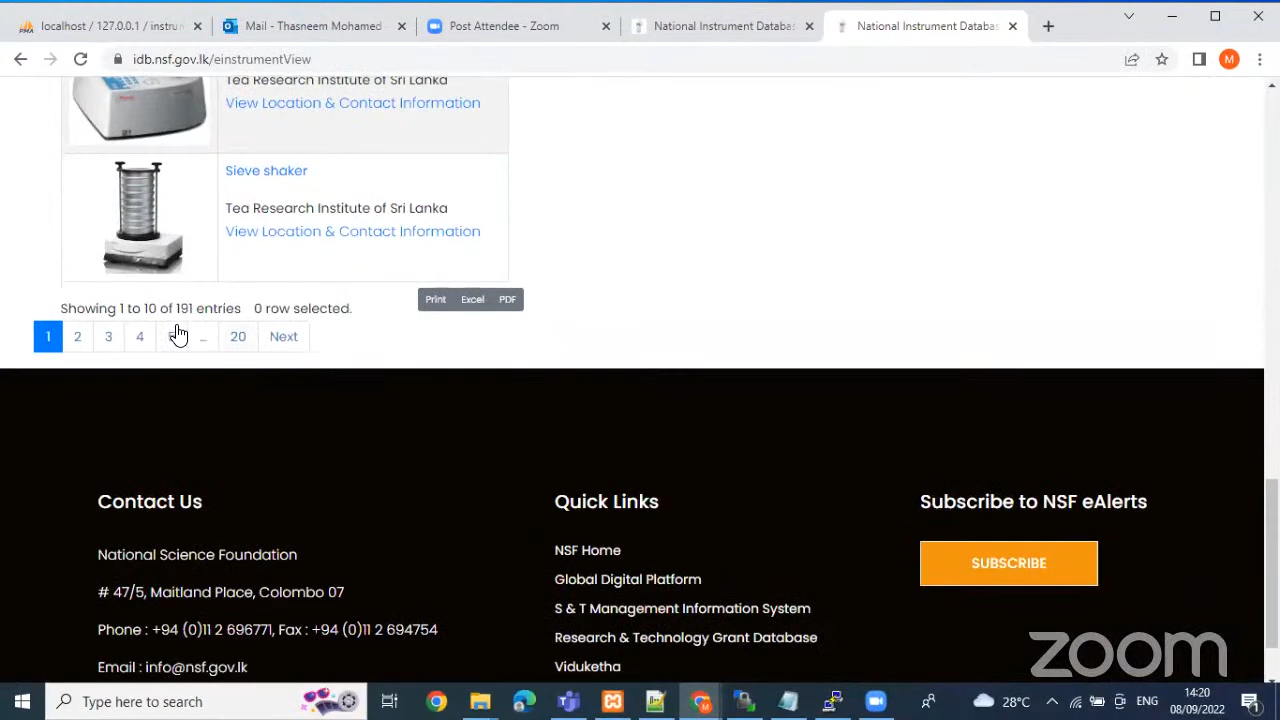 localhost / 127.0.0.1 / instrum
Mail - Thasneem Mohamed
Post Attendee - Zoom
National Instrument Databas
National Instrument Databas
idb.nsf.gov.lk/einstrumentView
M
Tea Research Institute of Sri Lanka
View Location & Contact Information
Sieve shaker
Tea Research Institute of Sri Lanka
View Location & Contact Information
Showing 1 to 10 of 191 entries 0 row selected.
Print Excel PDF
1 2 3 4 ... 20 Next
Contact Us
National Science Foundation
# 47/5, Maitland Place, Colombo 07
Phone : +94 (0)11 2 696771, Fax : +94 (0)11 2 694754
Email : info@nsf.gov.lk
Quick Links
NSF Home
Global Digital Platform
S & T Management Information System
Research & Technology Grant Database
Viduketha
Subscribe to NSF eAlerts
SUBSCRIBE
zoom
Type here to search
28°C
ENG
14:20
08/09/2022